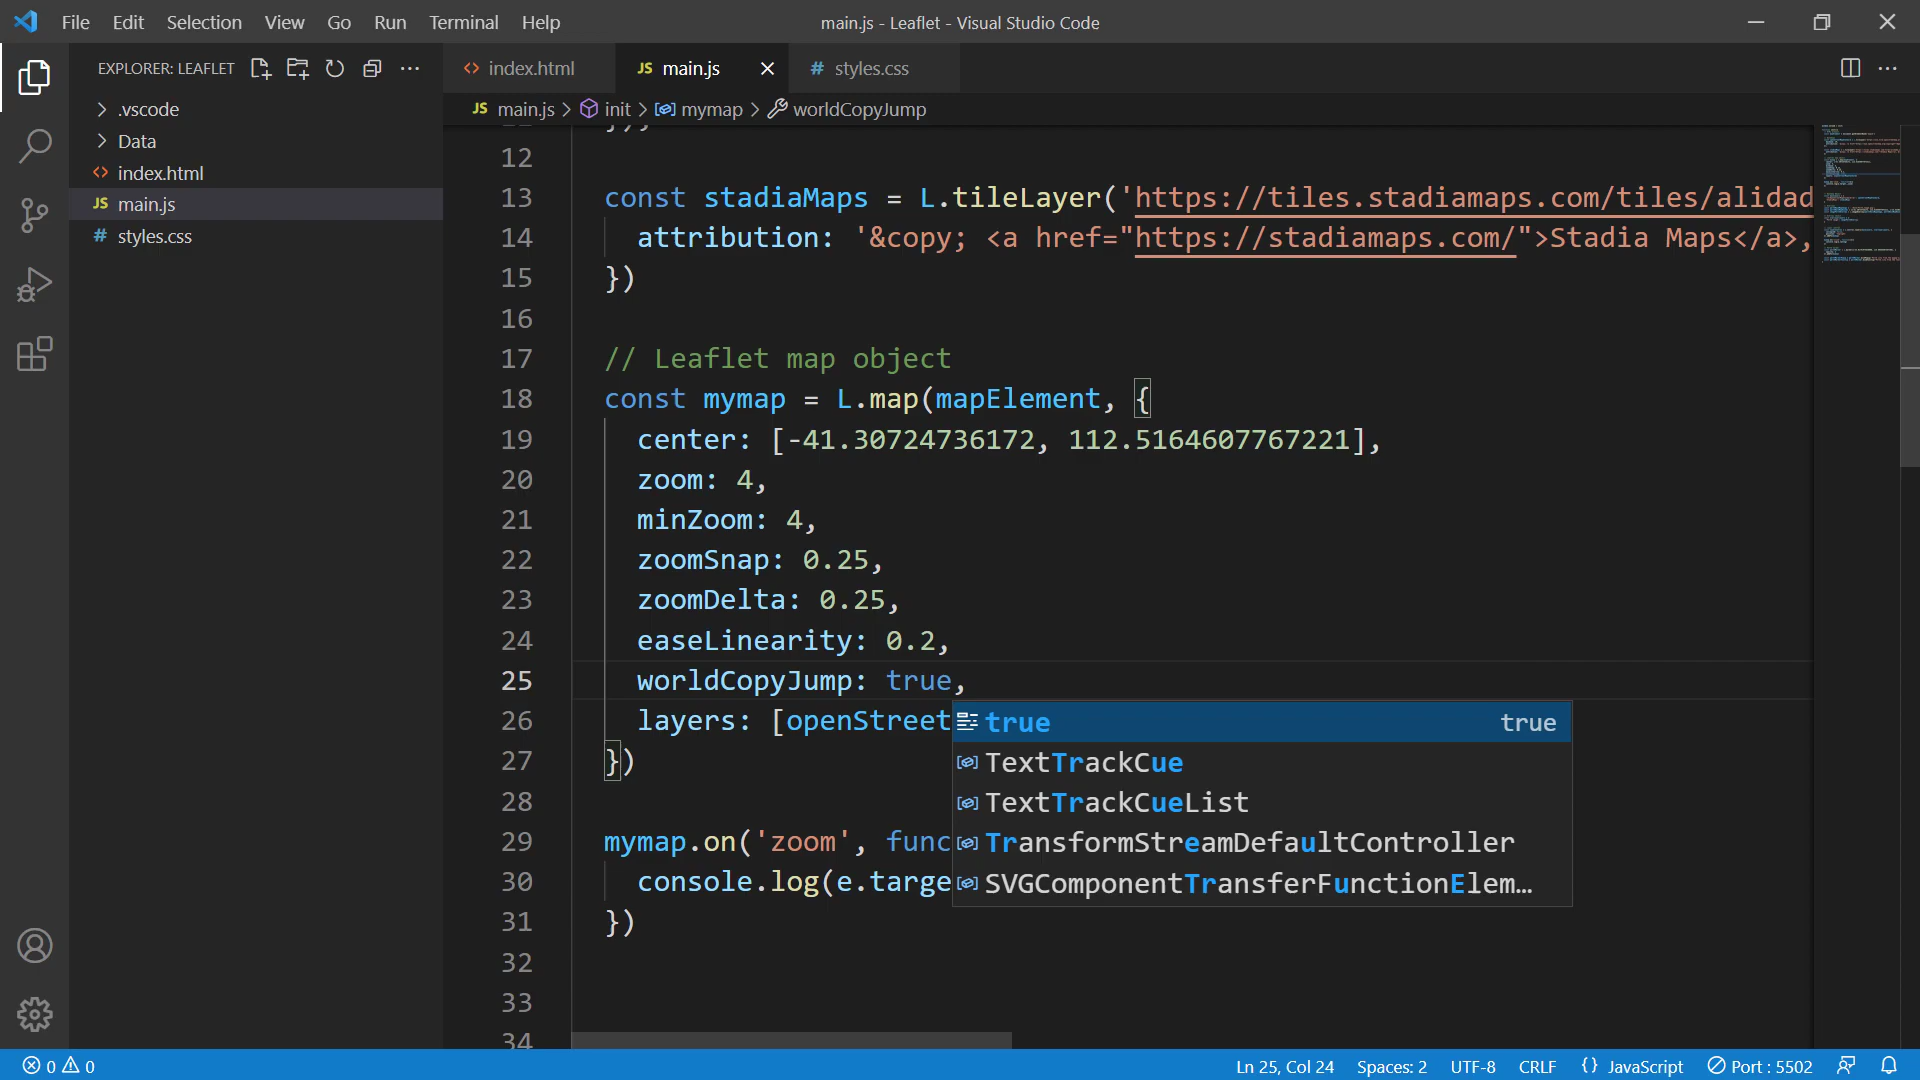 File Edit Selection View Go Run Terminal Help
main.js - Leaflet - Visual Studio Code
EXPLORER: LEAFLET
.vscode
Data
index.html
JS main.js
# styles.css
index.html
JS main.js
# styles.css
JS main.js > init > mymap > worldCopyJump
12
13 const stadiaMaps = L.tileLayer('https://tiles.stadiamaps.com/tiles/alidad
14 attribution: '&copy; <a href="https://stadiamaps.com/">Stadia Maps</a>,
15 })
16
17 // Leaflet map object
18 const mymap = L.map(mapElement, {
19 center: [-41.30724736172, 112.5164607767221],
20 zoom: 4,
21 minZoom: 4,
22 zoomSnap: 0.25,
23 zoomDelta: 0.25,
24 easeLinearity: 0.2,
25 worldCopyJump: true,
26 layers: [openStreet
27 })
28
29 mymap.on('zoom', func
30 console.log(e.targe
31 })
32
33
34
true true
TextTrackCue
TextTrackCueList
TransformStreamDefaultController
SVGComponentTransferFunctionElem…
0 0
Ln 25, Col 24 Spaces: 2 UTF-8 CRLF {} JavaScript Port : 5502